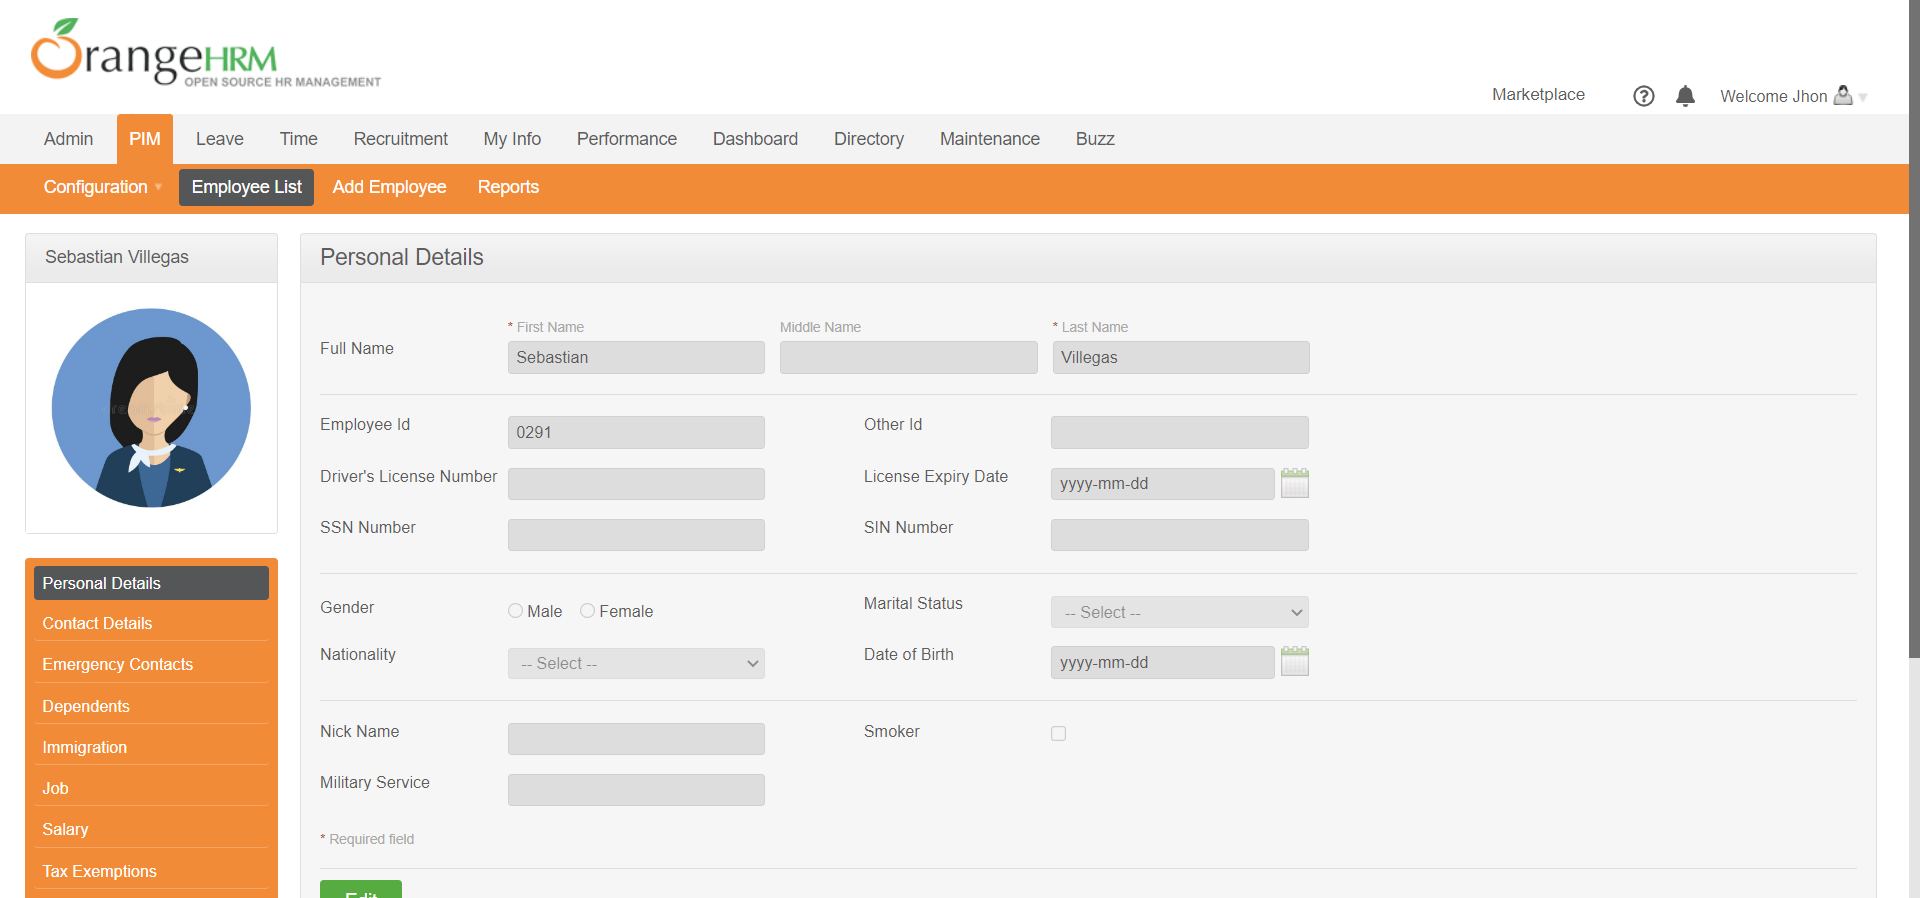 OrangeHRM
OPEN SOURCE HR MANAGEMENT
Marketplace
Welcome Jhon
Admin PIM Leave Time Recruitment My Info Performance Dashboard Directory Maintenance Buzz
Configuration Employee List Add Employee Reports
Sebastian Villegas
Personal Details
* First Name Middle Name * Last Name
Full Name Sebastian Villegas
Employee Id 0291 Other Id
Driver's License Number License Expiry Date yyyy-mm-dd
SSN Number SIN Number
Gender Male Female Marital Status -- Select --
Nationality -- Select -- Date of Birth yyyy-mm-dd
Nick Name Smoker
Military Service
* Required field
Edit
Personal Details
Contact Details
Emergency Contacts
Dependents
Immigration
Job
Salary
Tax Exemptions